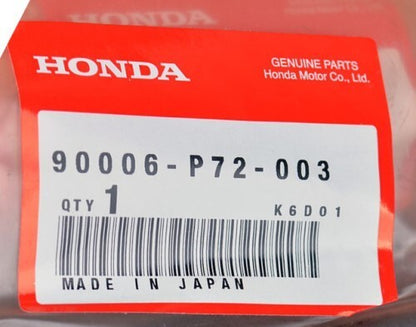 HONDA
GENUINE PARTS
Honda Motor Co., Ltd.
90006-P72-003
QTY 1
K6D01
MADE IN JAPAN